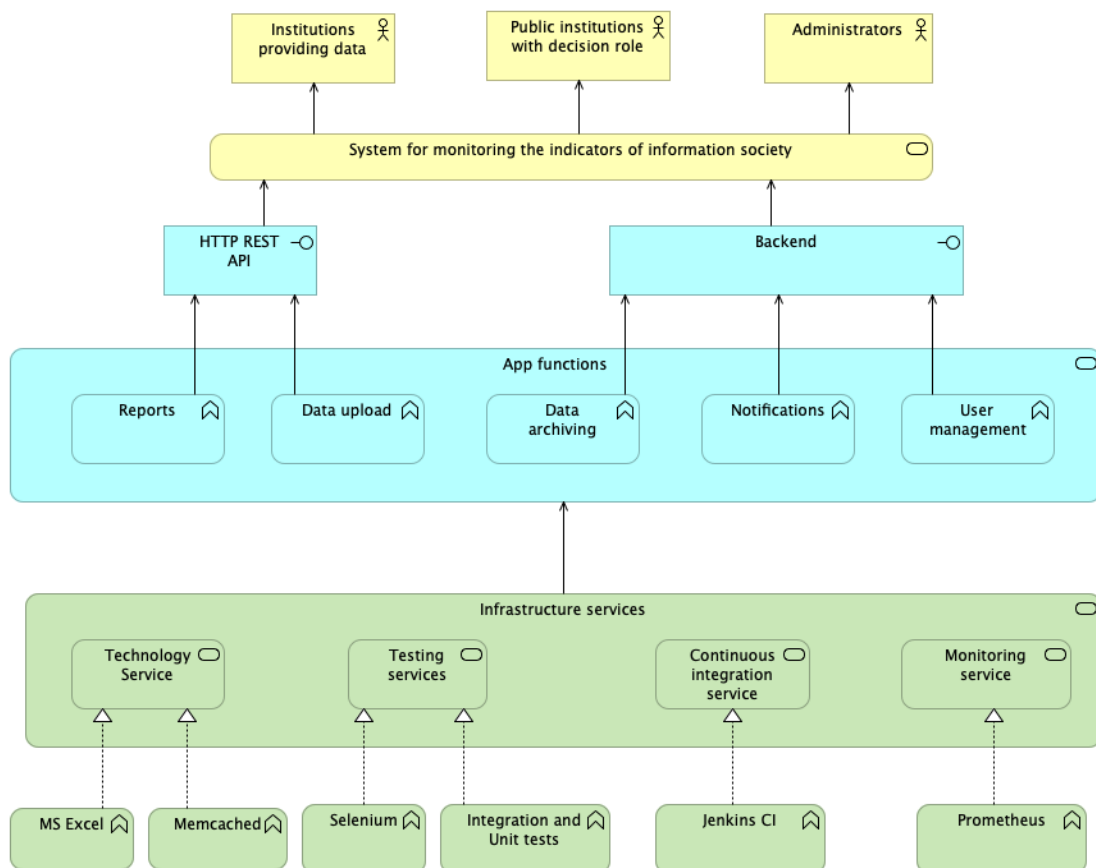 Institutions
providing data
Public institutions
with decision role
Administrators
System for monitoring the indicators of information society
HTTP REST
API
Backend
App functions
Reports
Data upload
Data
archiving
Notifications
User
management
Infrastructure services
Technology
Service
Testing
services
Continuous
integration
service
Monitoring
service
MS Excel
Memcached
Selenium
Integration and
Unit tests
Jenkins CI
Prometheus